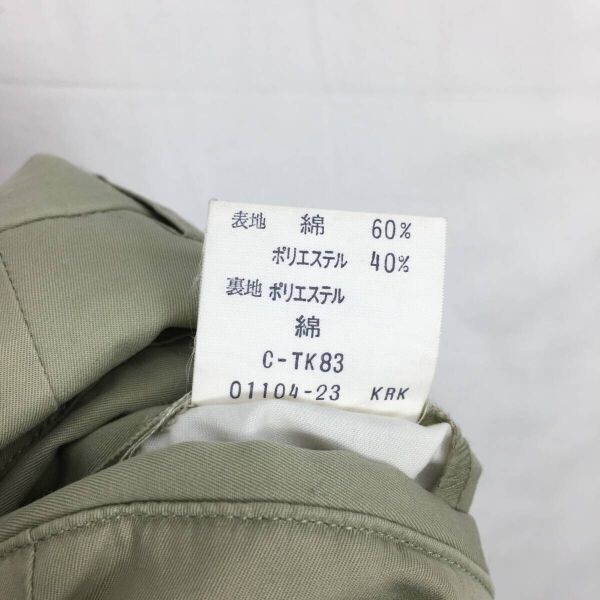 表地 綿 60%
ポリエステル 40%
裏地 ポリエステル
綿
C-TK83
01104-23 KRK